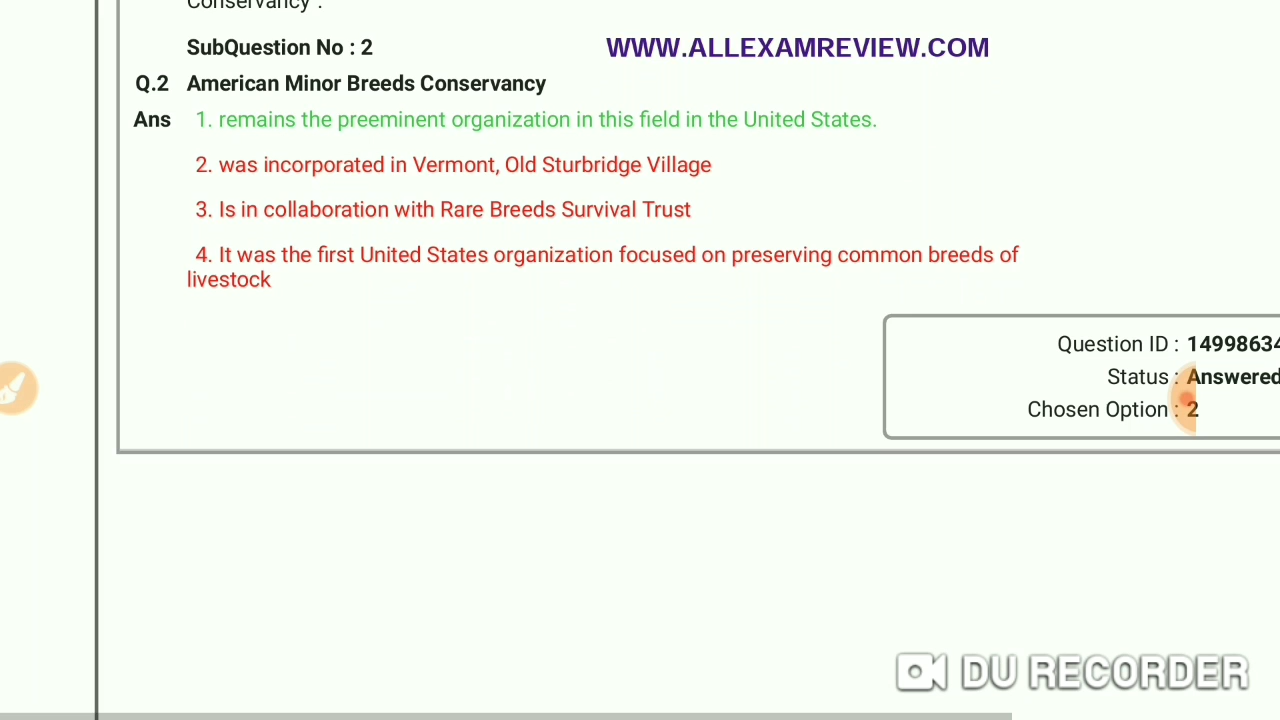 Conservancy .
SubQuestion No : 2
WWW.ALLEXAMREVIEW.COM
Q.2 American Minor Breeds Conservancy
Ans 1. remains the preeminent organization in this field in the United States.
2. was incorporated in Vermont, Old Sturbridge Village
3. Is in collaboration with Rare Breeds Survival Trust
4. It was the first United States organization focused on preserving common breeds of
livestock
Question ID : 14998634
Status : Answered
Chosen Option : 2
DU RECORDER